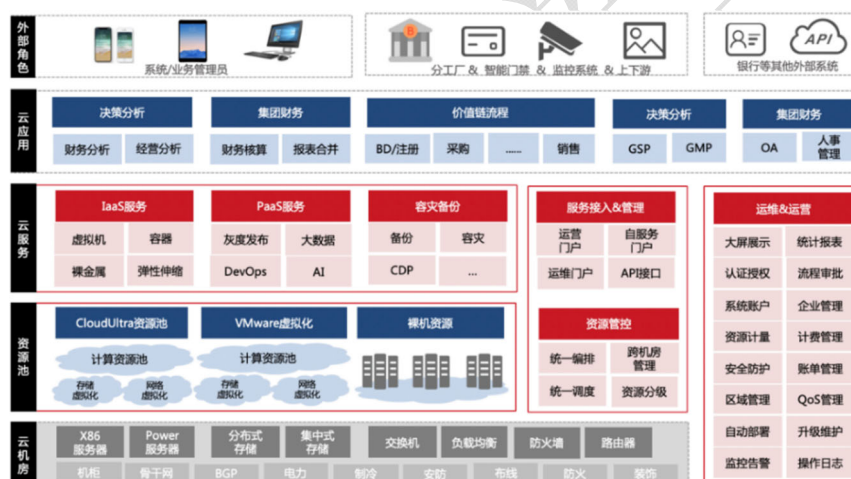 外部角色
B
API
系统/业务管理员
分工厂 & 智能门禁 & 监控系统 & 上下游
银行等其他外部系统
云应用
决策分析
集团财务
价值链流程
决策分析
集团财务
财务分析
经营分析
财务核算
报表合并
BD/注册
采购
......
销售
GSP
GMP
OA
人事
管理
云服务
IaaS服务
PaaS服务
容灾备份
虚拟机
容器
灰度发布
大数据
备份
容灾
裸金属
弹性伸缩
DevOps
AI
CDP
...
服务接入&管理
运营
门户
自服务
门户
运维门户
API接口
资源管控
统一编排
跨机房
管理
统一调度
资源分级
运维&运营
大屏展示
统计报表
认证授权
流程审批
系统账户
企业管理
资源计量
计费管理
安全防护
账单管理
区域管理
QoS管理
自动部署
升级维护
监控告警
操作日志
资源池
CloudUltra资源池
VMware虚拟化
裸机资源
计算资源池
计算资源池
存储
虚拟化
网络
虚拟化
存储
虚拟化
网络
虚拟化
云机房
X86
服务器
Power
服务器
分布式
存储
集中式
存储
交换机
负载均衡
防火墙
路由器
机柜
骨干网
BGP
电力
制冷
安防
布线
防火
装饰